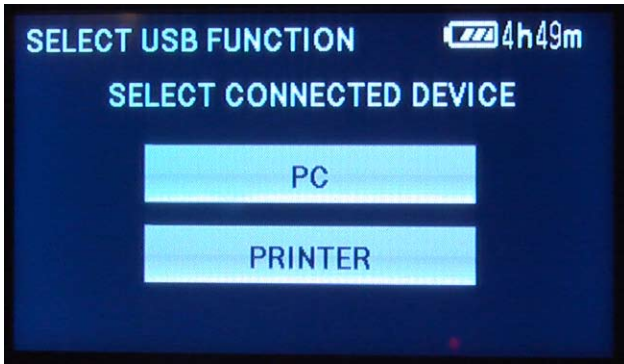 SELECT USB FUNCTION 4h49m
SELECT CONNECTED DEVICE
PC
PRINTER